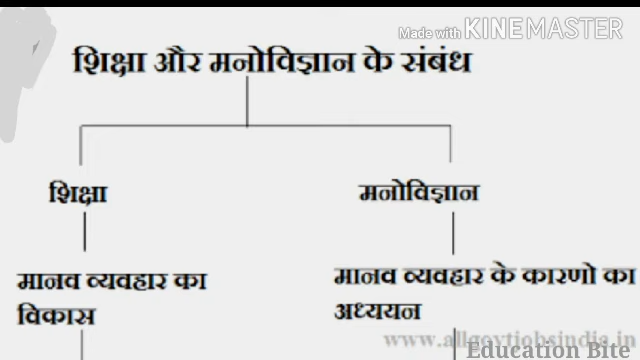 Made with KINEMASTER
शिक्षा और मनोविज्ञान के संबंध
शिक्षा
मनोविज्ञान
मानव व्यवहार का
विकास
मानव व्यवहार के कारणो का
अध्ययन
www.allgovtjobsindia.in
Education Bite